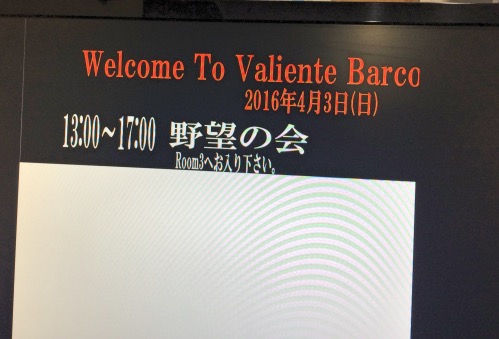 Welcome To Valiente Barco
2016年4月3日(日)
13:00~17:00 野望の会
Room3へお入り下さい。